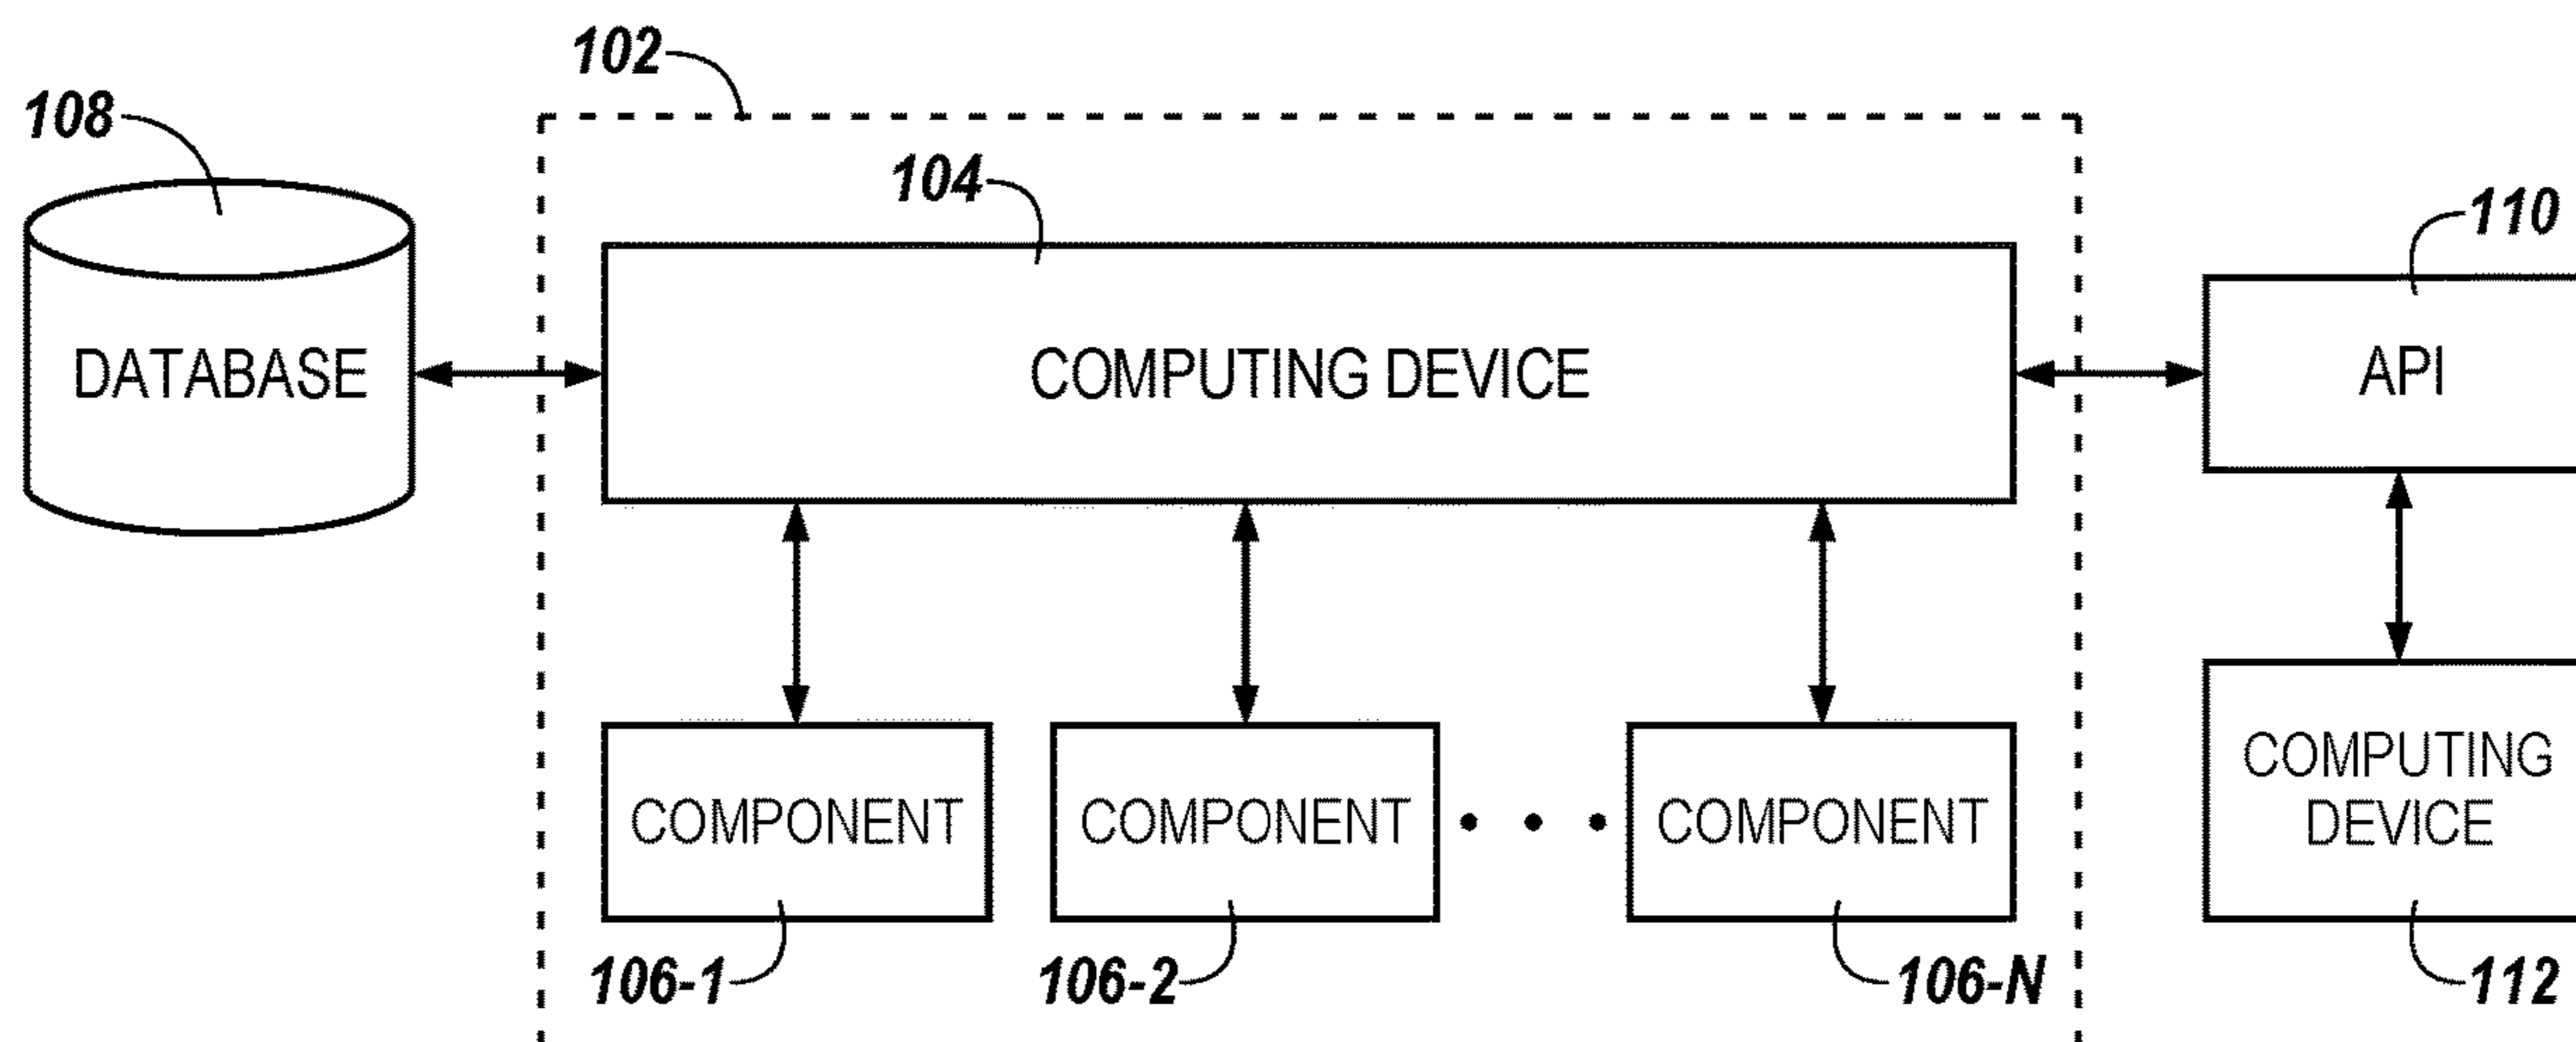 102
108
104
110
DATABASE
COMPUTING DEVICE
API
COMPONENT
COMPONENT
COMPONENT
COMPUTING
DEVICE
106-1
106-2
106-N
112